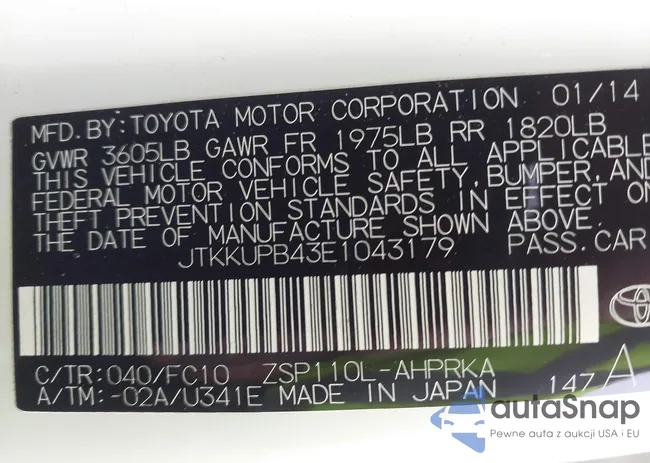 MFD. BY: TOYOTA MOTOR CORPORATION 01/14
GVWR 3605LB GAWR FR 1975LB RR 1820LB
THIS VEHICLE CONFORMS TO ALL APPLICABLE
FEDERAL MOTOR VEHICLE SAFETY, BUMPER, AND
THEFT PREVENTION STANDARDS IN EFFECT ON
THE DATE OF MANUFACTURE SHOWN ABOVE.
JTKKUPB43E1043179 PASS. CAR
C/TR: 040/FC10 ZSP110L-AHPRKA
A/TM: -02A/U341E MADE IN JAPAN 147 A
autaSnap
Pewne auta z aukcji USA i EU